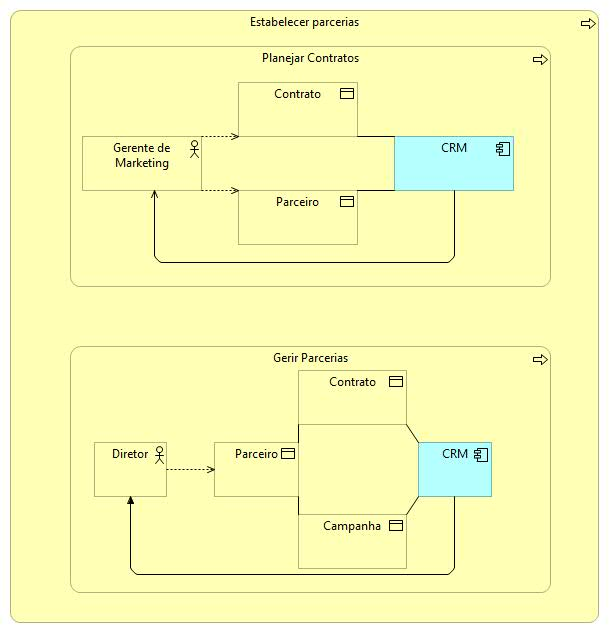 Estabelecer parcerias
Planejar Contratos
Contrato
Gerente de
Marketing
CRM
Parceiro
Gerir Parcerias
Contrato
Diretor
Parceiro
CRM
Campanha